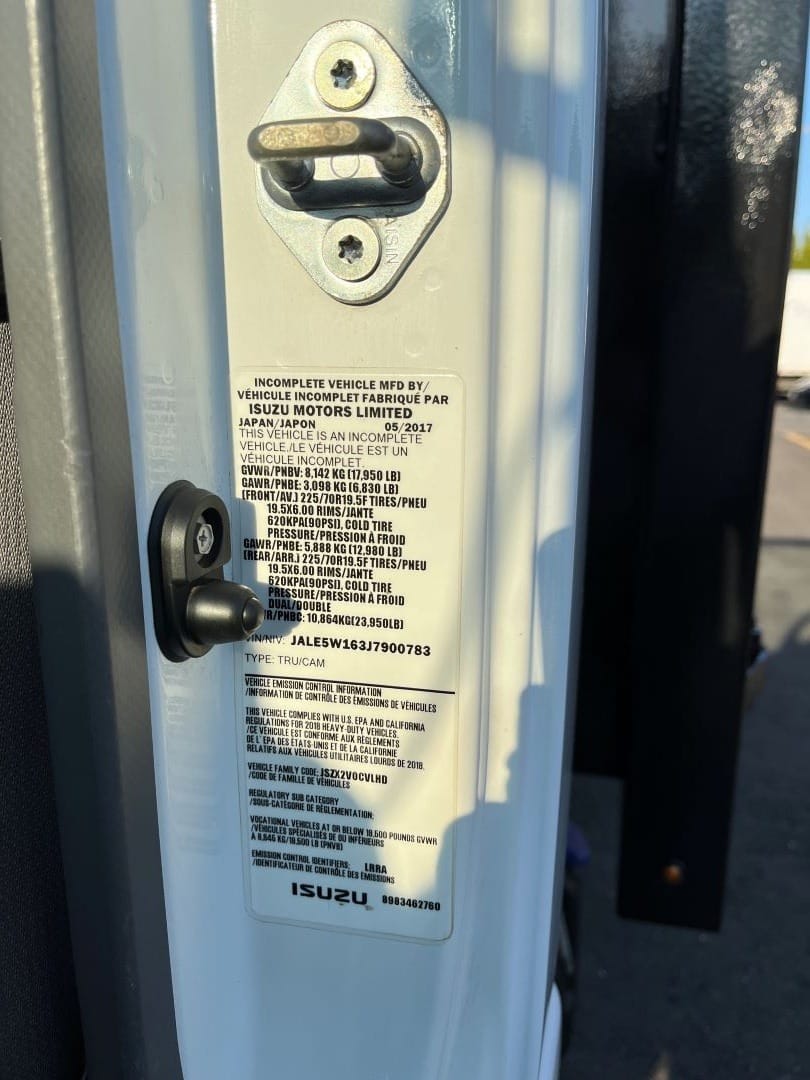 AISIN
INCOMPLETE VEHICLE MFD BY/
VÉHICULE INCOMPLET FABRIQUÉ PAR
ISUZU MOTORS LIMITED
JAPAN/JAPON 05/2017
THIS VEHICLE IS AN INCOMPLETE
VEHICLE./LE VÉHICULE EST UN
VÉHICULE INCOMPLET.
GVWR/PNBV: 8,142 KG (17,950 LB)
GAWR/PNBE: 3,098 KG (6,830 LB)
(FRONT/AV.) 225/70R19.5F TIRES/PNEU
19.5X6.00 RIMS/JANTE
620KPA(90PSI), COLD TIRE
PRESSURE/PRESSION À FROID
GAWR/PNBE: 5,888 KG (12,980 LB)
(REAR/ARR.) 225/70R19.5F TIRES/PNEU
19.5X6.00 RIMS/JANTE
620KPA(90PSI), COLD TIRE
PRESSURE/PRESSION À FROID
DUAL/DOUBLE
R/PNBC: 10,864KG(23,950LB)
VIN/NIV: JALE5W163J7900783
TYPE: TRU/CAM
VEHICLE EMISSION CONTROL INFORMATION
/INFORMATION DE CONTRÔLE DES ÉMISSIONS DE VÉHICULES
THIS VEHICLE COMPLIES WITH U.S. EPA AND CALIFORNIA
REGULATIONS FOR 2018 HEAVY-DUTY VEHICLES.
/CE VÉHICULE EST CONFORME AUX RÈGLEMENTS
DE L'EPA DES ÉTATS-UNIS ET DE LA CALIFORNIE
RELATIFS AUX VÉHICULES UTILITAIRES LOURDS DE 2018.
VEHICLE FAMILY CODE: JSZX2VOCVLHD
/CODE DE FAMILLE DE VÉHICULES
REGULATORY SUB CATEGORY
/SOUS-CATÉGORIE DE RÉGLEMENTATION:
VOCATIONAL VEHICLES AT OR BELOW 19,500 POUNDS GVWR
/VÉHICULES SPÉCIALISÉS DE OU INFÉRIEURS
À 8,845 KG/19,500 LB (PNVB)
EMISSION CONTROL IDENTIFIERS: LRRA
/IDENTIFICATEUR DE CONTRÔLE DES ÉMISSIONS
ISUZU 8983462760